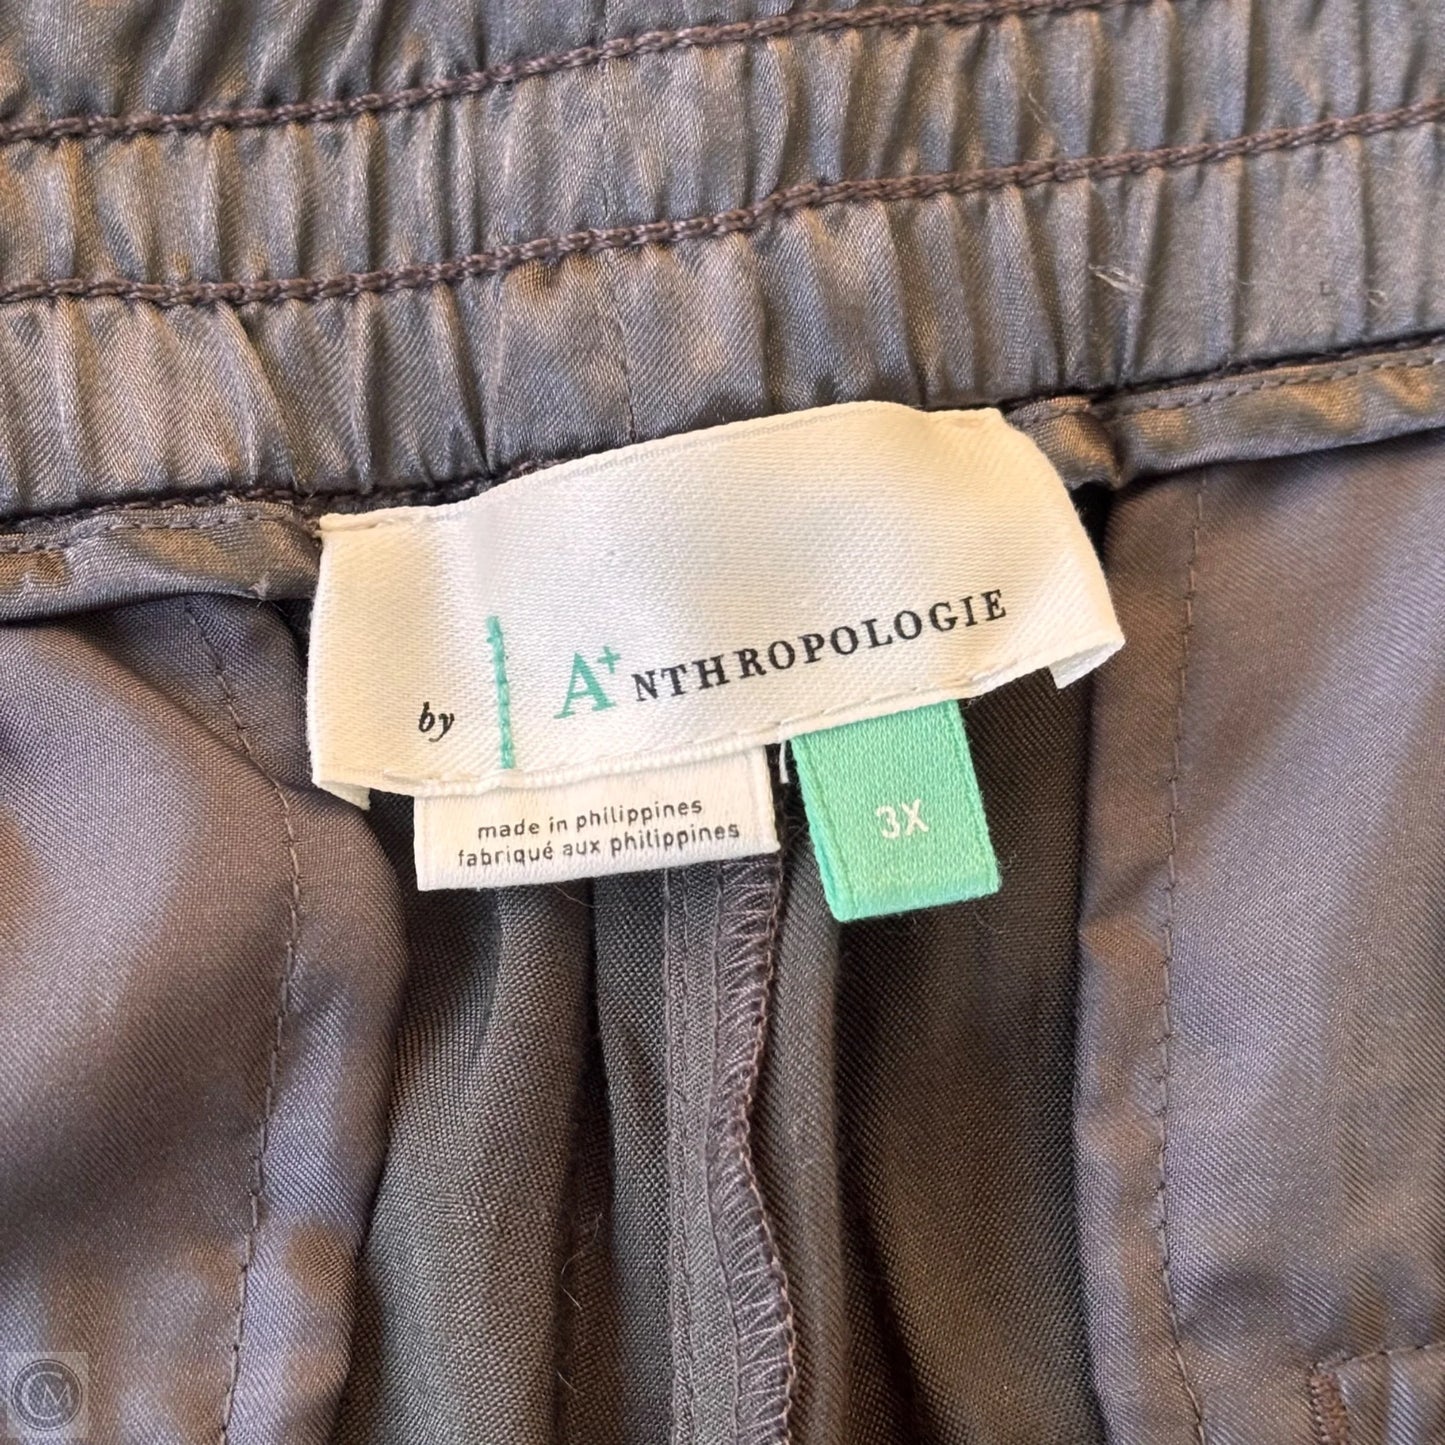 by A+NTHROPOLOGIE
made in philippines
fabriqué aux philippines
3X